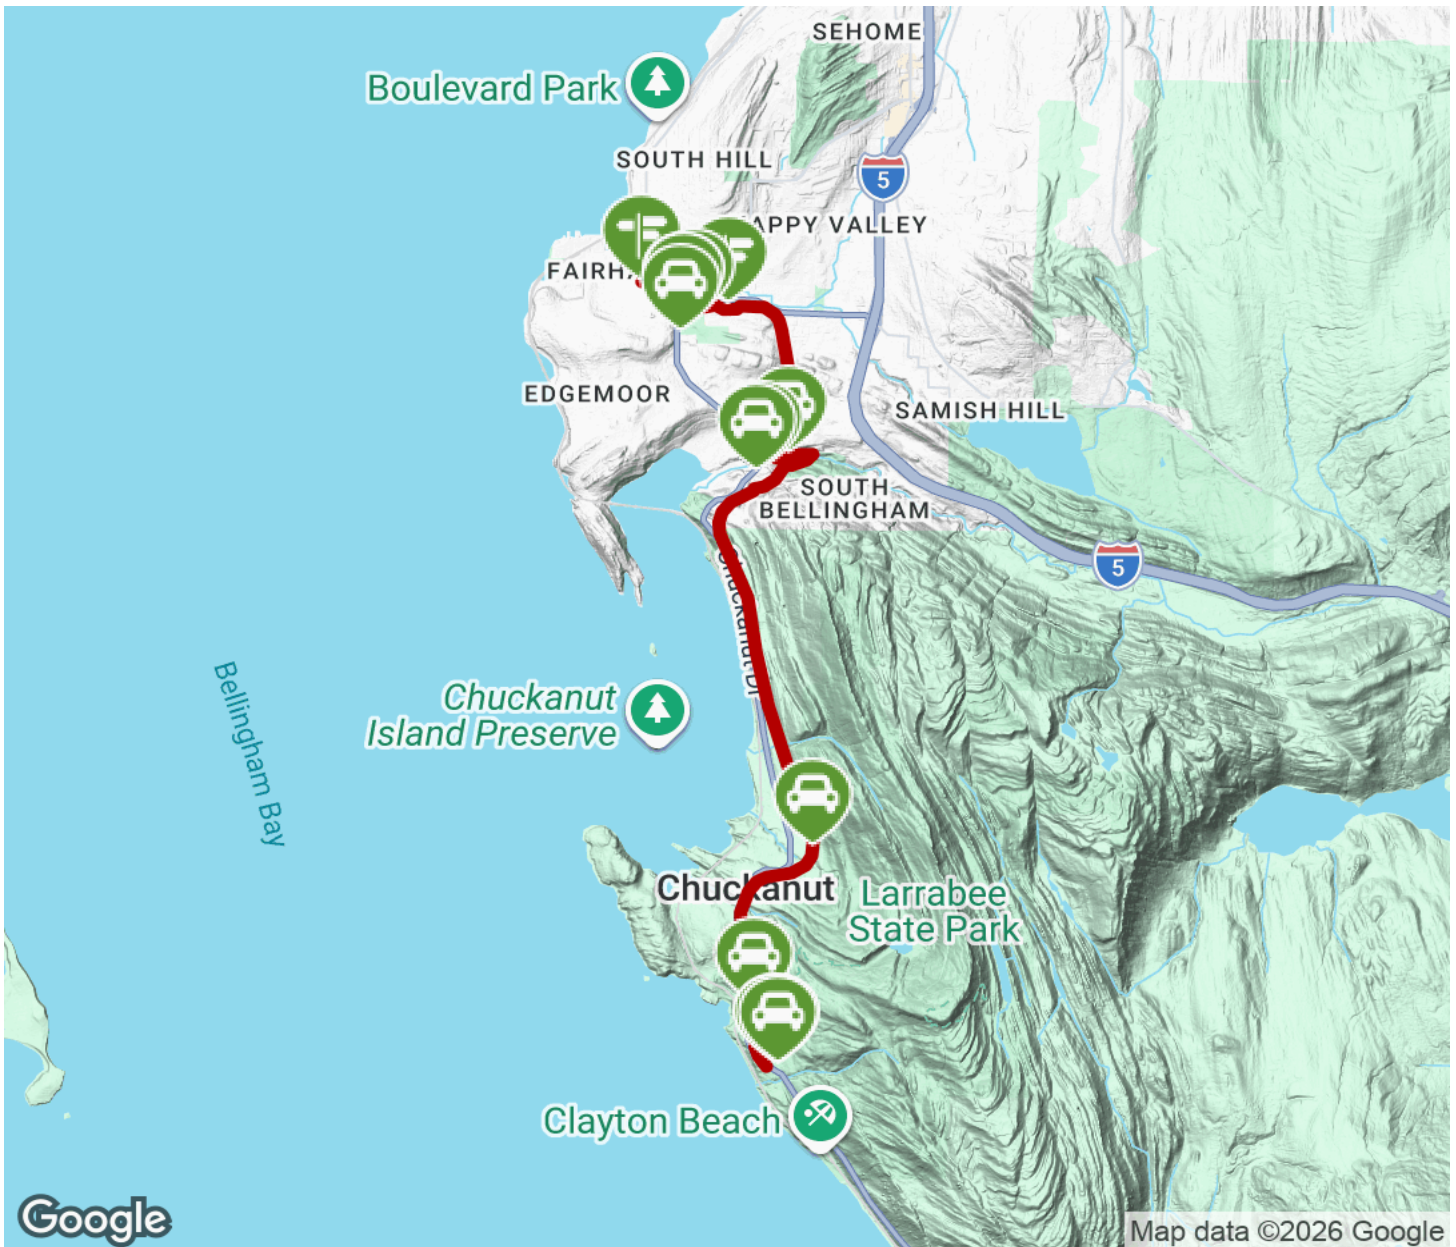 SEHOME
Boulevard Park
SOUTH HILL
5
APPY VALLEY
FAIRHA
EDGEMOOR
SAMISH HILL
SOUTH
BELLINGHAM
5
Chuckanut Dr
Chuckanut
Island Preserve
Bellingham Bay
Chuckanut
Larrabee
State Park
Clayton Beach
Google
Map data ©2026 Google